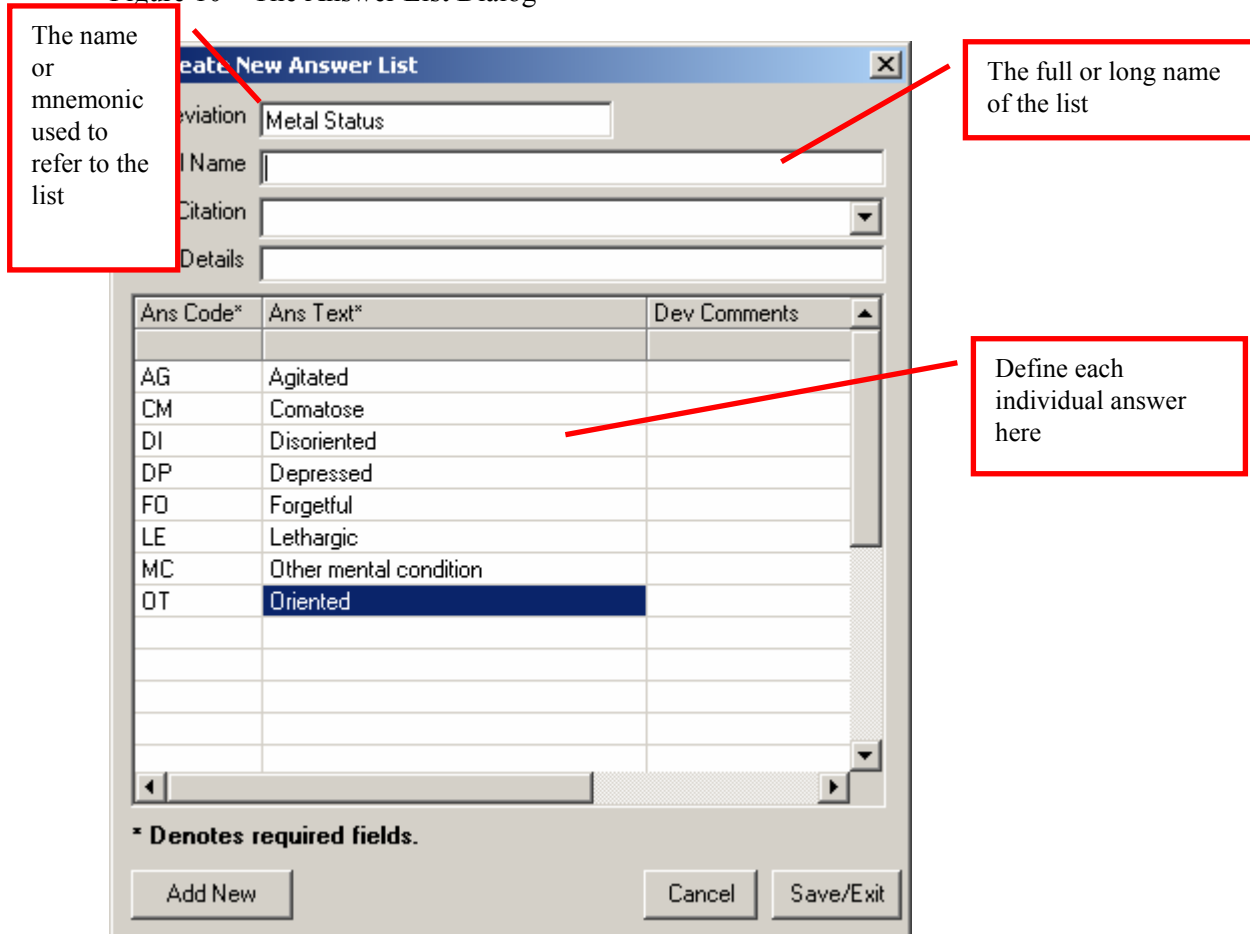 The Answer List Dialog
The name
or
mnemonic
used to
refer to the
list
eate New Answer List
eviation Metal Status
l Name
Citation
Details
The full or long name
of the list
Ans Code* Ans Text* Dev Comments
AG Agitated
CM Comatose
DI Disoriented
DP Depressed
FO Forgetful
LE Lethargic
MC Other mental condition
OT Oriented
Define each
individual answer
here
* Denotes required fields.
Add New Cancel Save/Exit